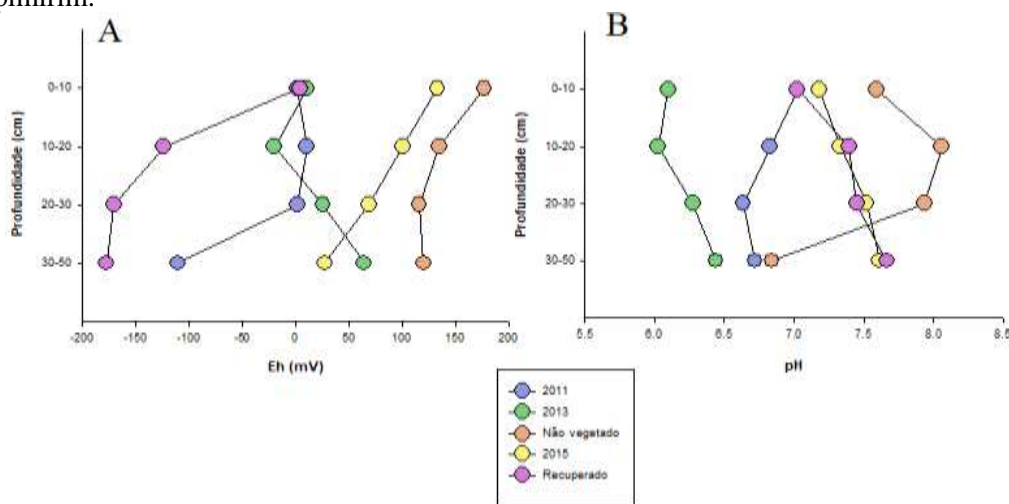 A
B
Profundidade (cm)
0-10
10-20
20-30
30-50
-200 -150 -100 -50 0 50 100 150 200
Eh (mV)
Profundidade (cm)
0-10
10-20
20-30
30-50
5.5 6.0 6.5 7.0 7.5 8.0 8.5
pH
2011
2013
Não vegetado
2015
Recuperado